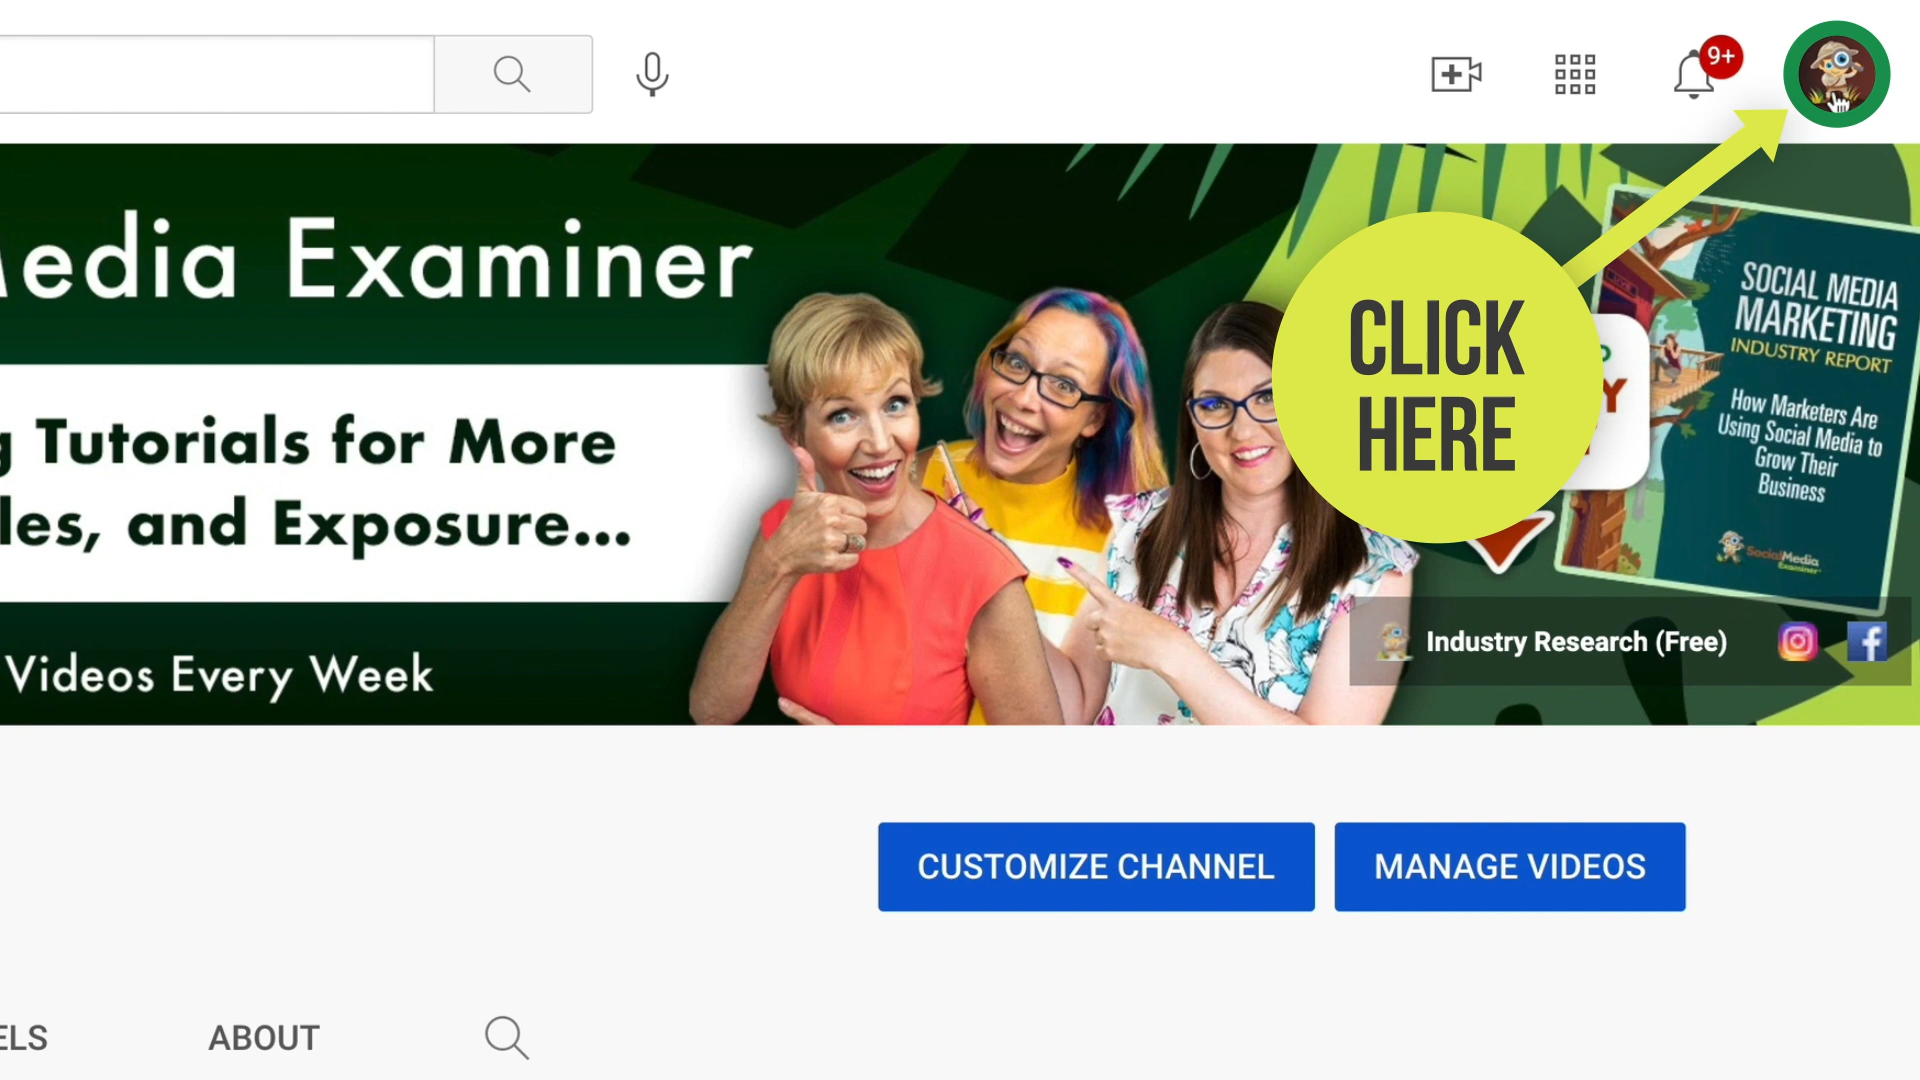 9+
edia Examiner
Tutorials for More
les, and Exposure...
Videos Every Week
CLICK
HERE
Y
SOCIAL MEDIA
MARKETING
INDUSTRY REPORT
How Marketers Are
Using Social Media to
Grow Their
Business
SocialMedia
Examiner
Industry Research (Free)
CUSTOMIZE CHANNEL
MANAGE VIDEOS
ELS
ABOUT